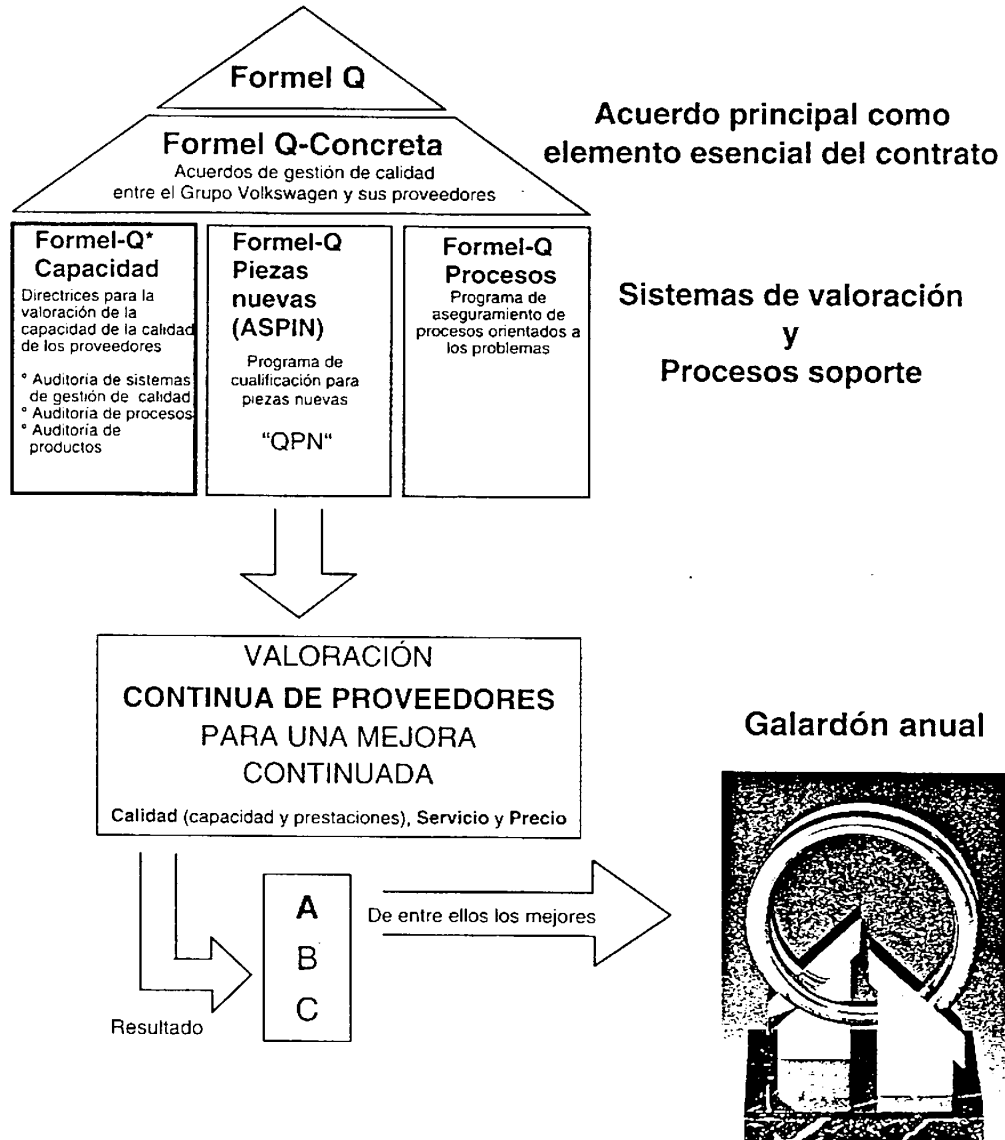 Formel Q
Formel Q-Concreta
Acuerdos de gestión de calidad
entre el Grupo Volkswagen y sus proveedores
Acuerdo principal como
elemento esencial del contrato
Formel-Q*
Capacidad
Directrices para la
valoración de la
capacidad de la calidad
de los proveedores
° Auditoría de sistemas
de gestión de calidad
° Auditoría de procesos
° Auditoría de
productos
Formel-Q
Piezas
nuevas
(ASPIN)
Programa de
cualificación para
piezas nuevas
"QPN"
Formel-Q
Procesos
Programa de
aseguramiento de
procesos orientados a
los problemas
Sistemas de valoración
y
Procesos soporte
VALORACIÓN
CONTINUA DE PROVEEDORES
PARA UNA MEJORA
CONTINUADA
Calidad (capacidad y prestaciones), Servicio y Precio
Galardón anual
Resultado
A
B
C
De entre ellos los mejores